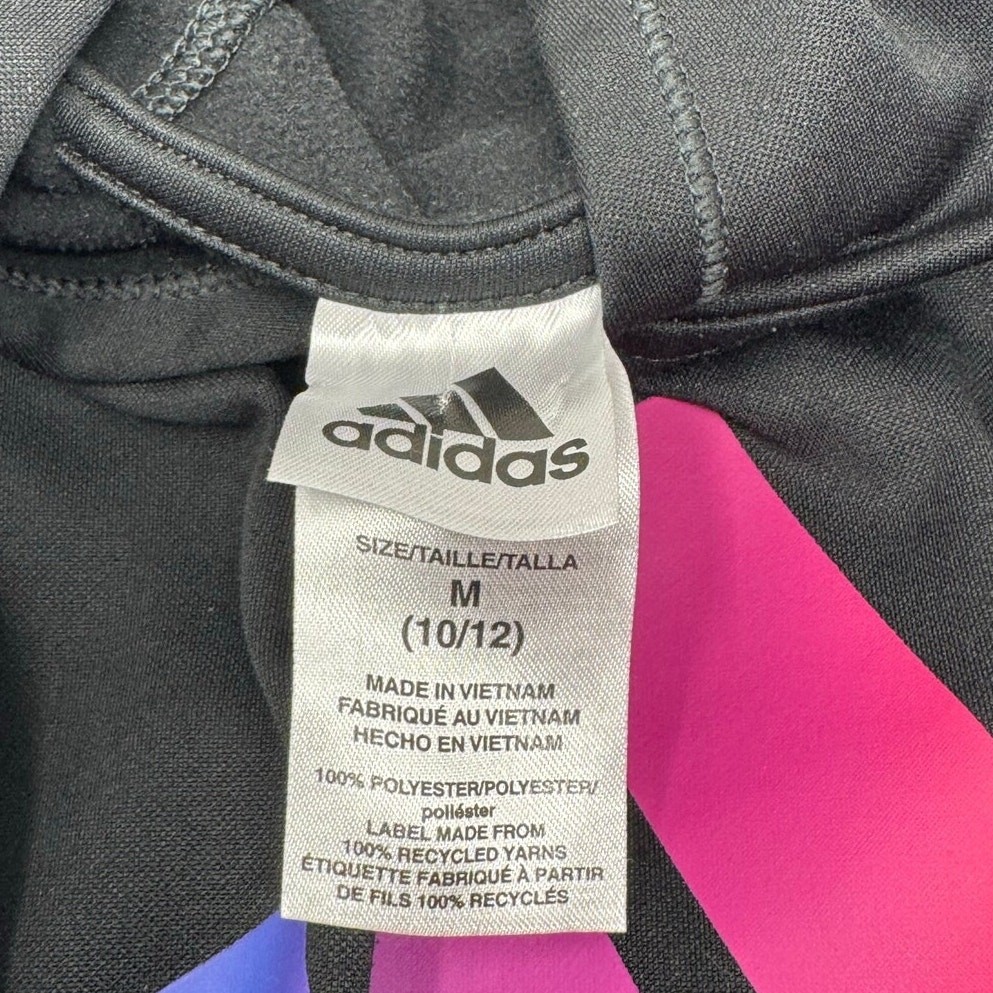 adidas
SIZE/TAILLE/TALLA
M
(10/12)
MADE IN VIETNAM
FABRIQUÉ AU VIETNAM
HECHO EN VIETNAM
100% POLYESTER/POLYESTER/
poliéster
LABEL MADE FROM
100% RECYCLED YARNS
ÉTIQUETTE FABRIQUÉ À PARTIR
DE FILS 100% RECYCLÉS